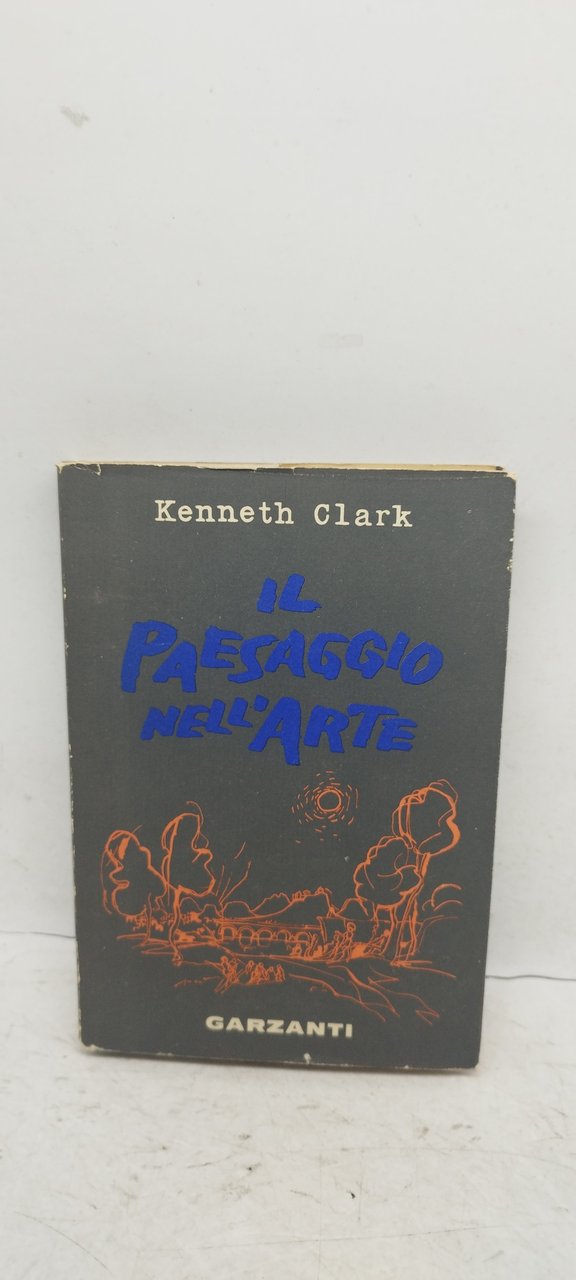 Kenneth Clark
IL
PAESAGGIO
NELL'ARTE
GARZANTI